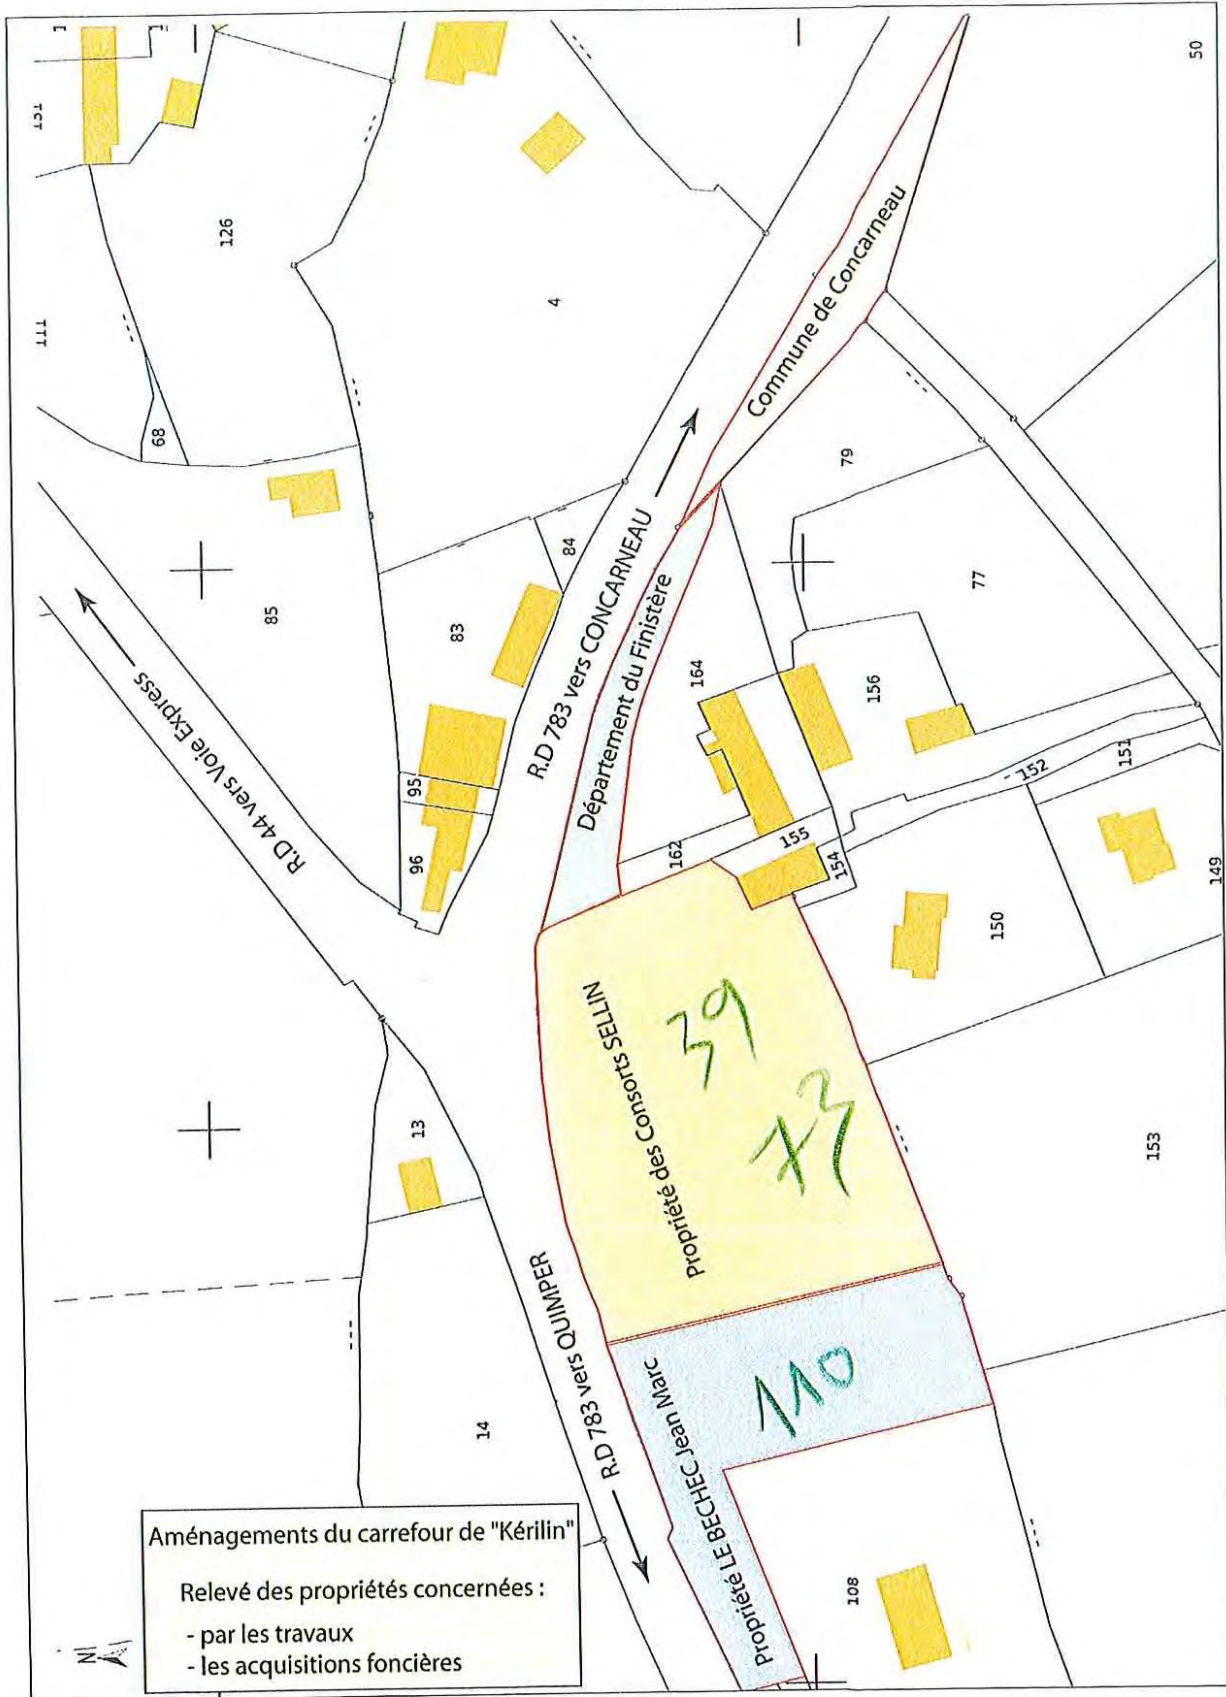 Aménagements du carrefour de "Kérilin"
Relevé des propriétés concernées :
- par les travaux
- les acquisitions foncières
N
R.D 44 vers Voie Express
R.D 783 vers CONCARNEAU
R.D 783 vers QUIMPER
Commune de Concarneau
Département du Finistère
Propriété des Consorts SELLIN
39
73
Propriété LE BECHEC Jean Marc
110
131
111
126
68
4
50
85
83
84
95
96
79
77
164
156
162
155
154
152
151
150
149
153
13
14
108